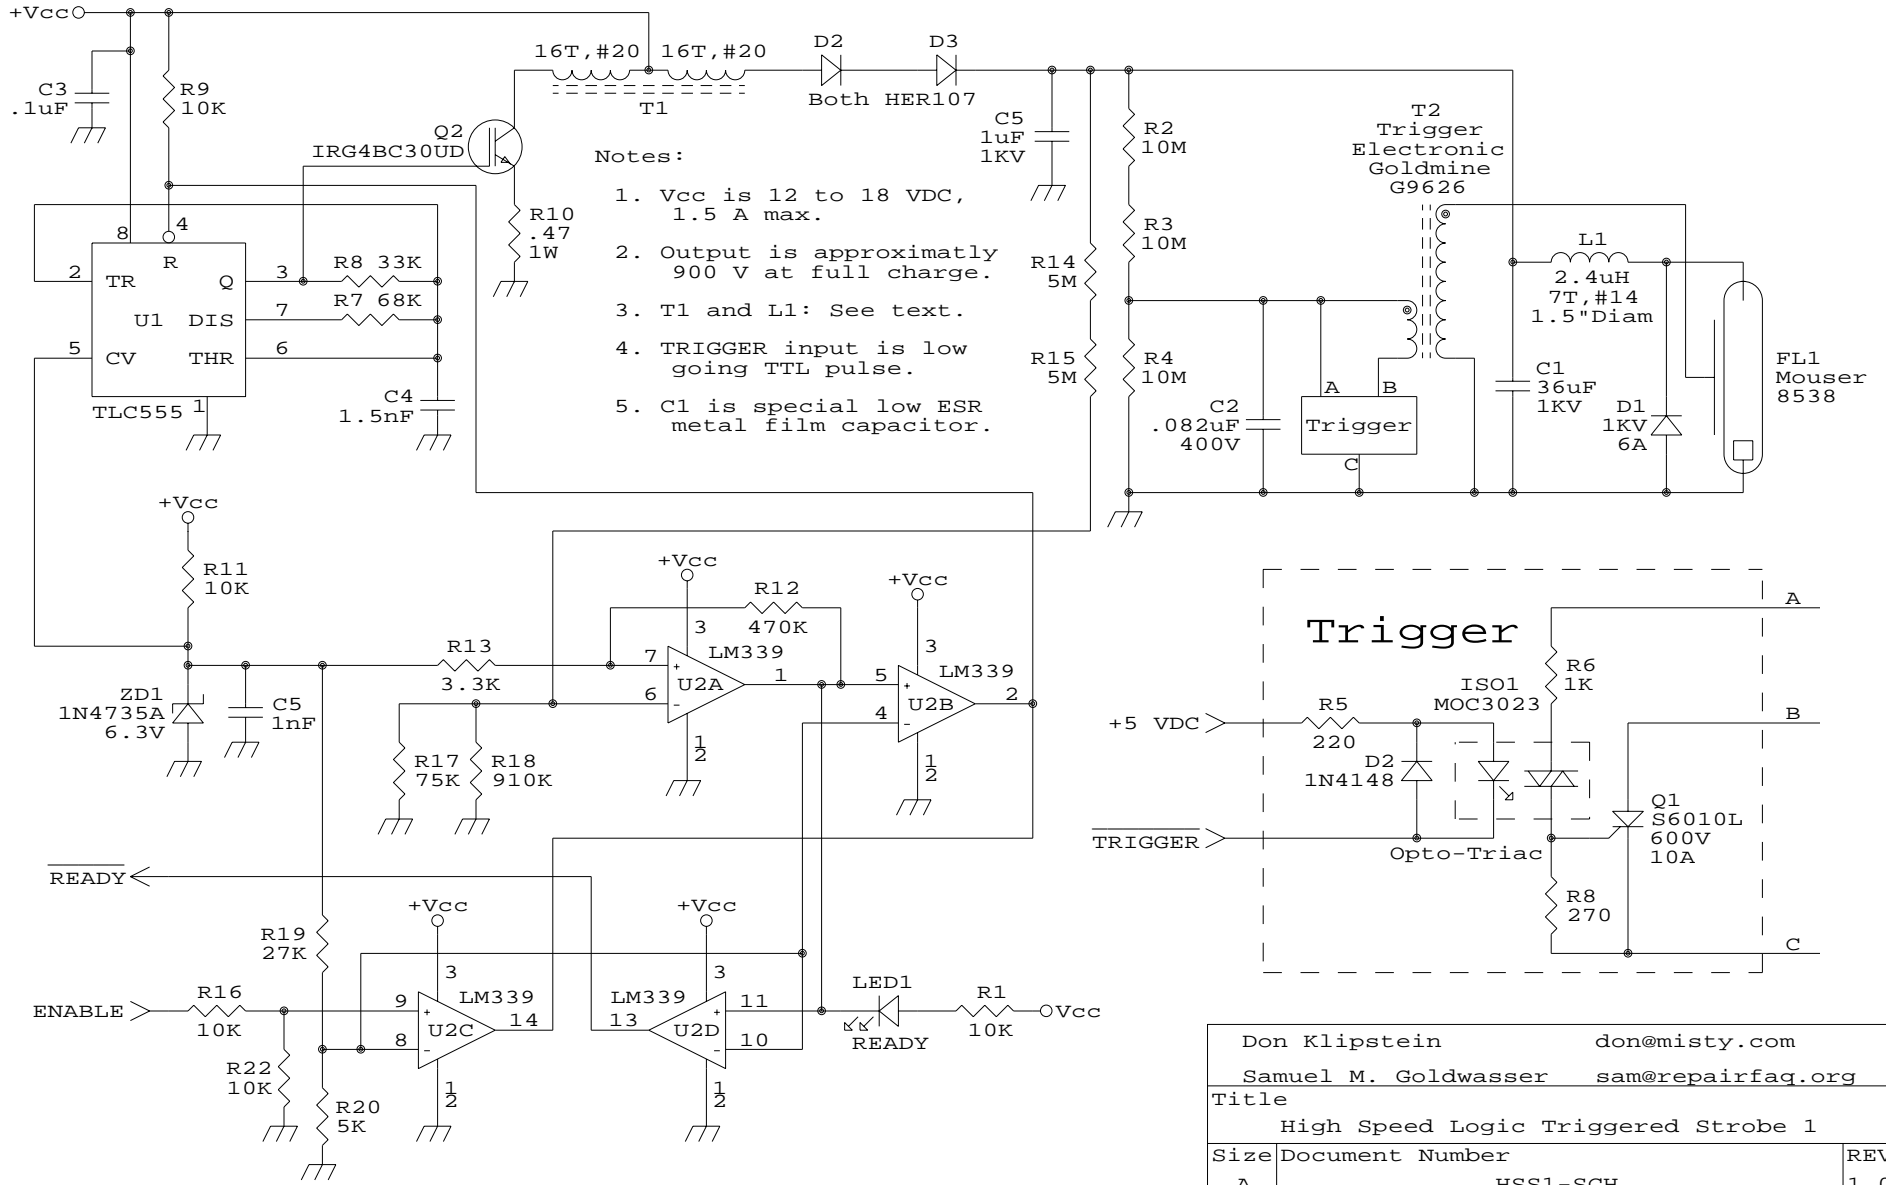 +Vcc
C3
.1uF
R9
10K
16T,#20 16T,#20
T1
D2
D3
Both HER107
Q2
IRG4BC30UD
R10
.47
1W
C5
1uF
1KV
R2
10M
R3
10M
R4
10M
R14
5M
R15
5M
T2
Trigger
Electronic
Goldmine
G9626
Notes:
1. Vcc is 12 to 18 VDC,
1.5 A max.
2. Output is approximatly
900 V at full charge.
3. T1 and L1: See text.
4. TRIGGER input is low
going TTL pulse.
5. C1 is special low ESR
metal film capacitor.
8
4
R
2
TR
Q
3
R8 33K
U1
DIS
7
R7 68K
5
CV
THR
6
TLC555
1
C4
1.5nF
L1
2.4uH
7T,#14
1.5"Diam
C2
.082uF
400V
A
B
Trigger
C
C1
36uF
1KV
D1
1KV
6A
FL1
Mouser
8538
+Vcc
R11
10K
ZD1
1N4735A
6.3V
C5
1nF
R13
3.3K
+Vcc
R12
470K
3
LM339
7
+
U2A
1
6
-
1
2
R17
75K
R18
910K
+Vcc
3
LM339
5
+
U2B
2
4
-
1
2
READY
R19
27K
ENABLE
R16
10K
R22
10K
R20
5K
+Vcc
3
LM339
9
+
U2C
14
8
-
1
2
+Vcc
3
LM339
11
+
13
U2D
10
-
1
2
LED1
READY
R1
10K
Vcc
Trigger
A
R6
1K
ISO1
MOC3023
B
+5 VDC
R5
220
D2
1N4148
Q1
S6010L
600V
10A
TRIGGER
Opto-Triac
R8
270
C
Don Klipstein don@misty.com
Samuel M. Goldwasser sam@repairfaq.org
Title
High Speed Logic Triggered Strobe 1
Size Document Number REV